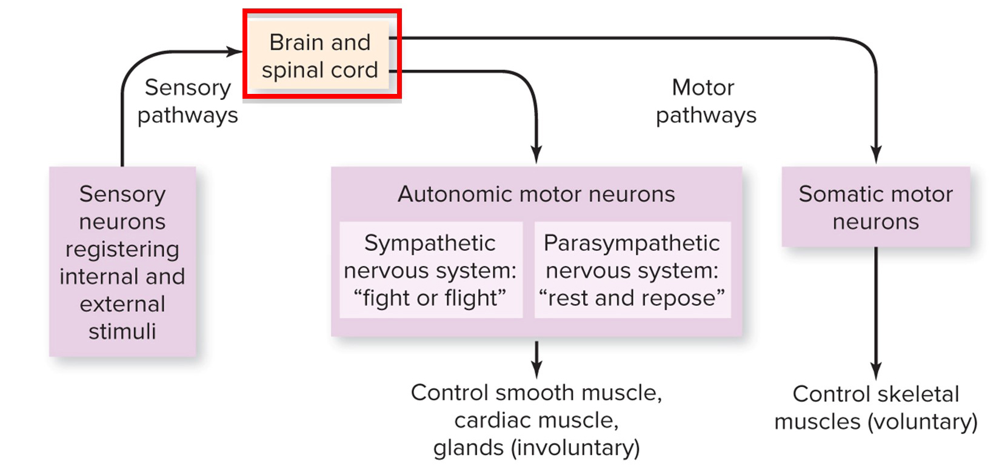 Brain and
spinal cord
Sensory
pathways
Motor
pathways
Sensory
neurons
registering
internal and
external
stimuli
Autonomic motor neurons
Sympathetic
nervous system:
“fight or flight”
Parasympathetic
nervous system:
“rest and repose”
Somatic motor
neurons
Control smooth muscle,
cardiac muscle,
glands (involuntary)
Control skeletal
muscles (voluntary)